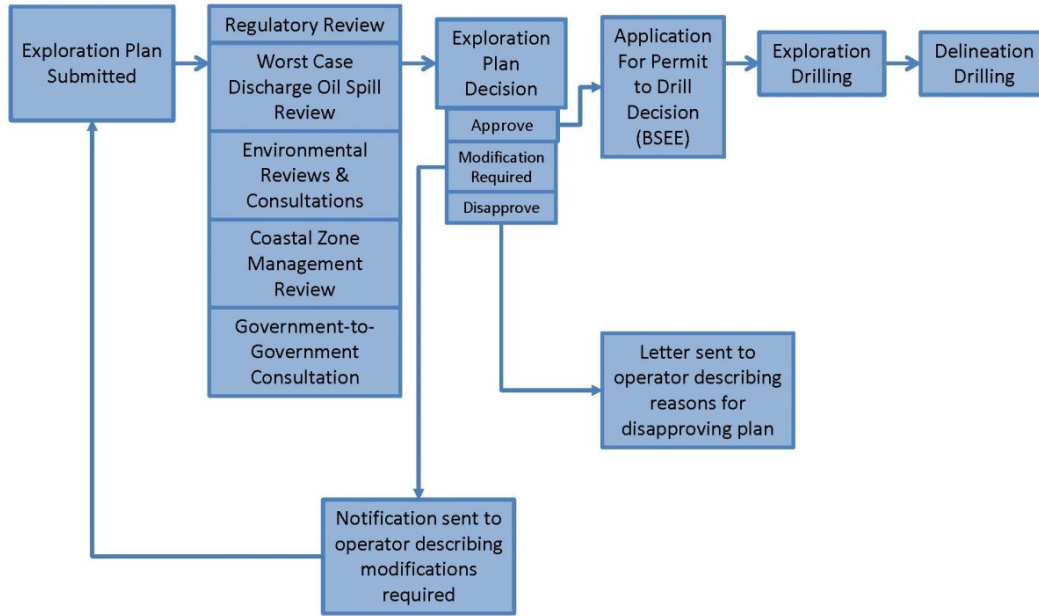 Exploration Plan
Submitted
Regulatory Review
Worst Case
Discharge Oil Spill
Review
Environmental
Reviews &
Consultations
Coastal Zone
Management
Review
Government-to-
Government
Consultation
Exploration
Plan
Decision
Approve
Modification
Required
Disapprove
Application
For Permit
to Drill
Decision
(BSEE)
Exploration
Drilling
Delineation
Drilling
Letter sent to
operator describing
reasons for
disapproving plan
Notification sent to
operator describing
modifications
required